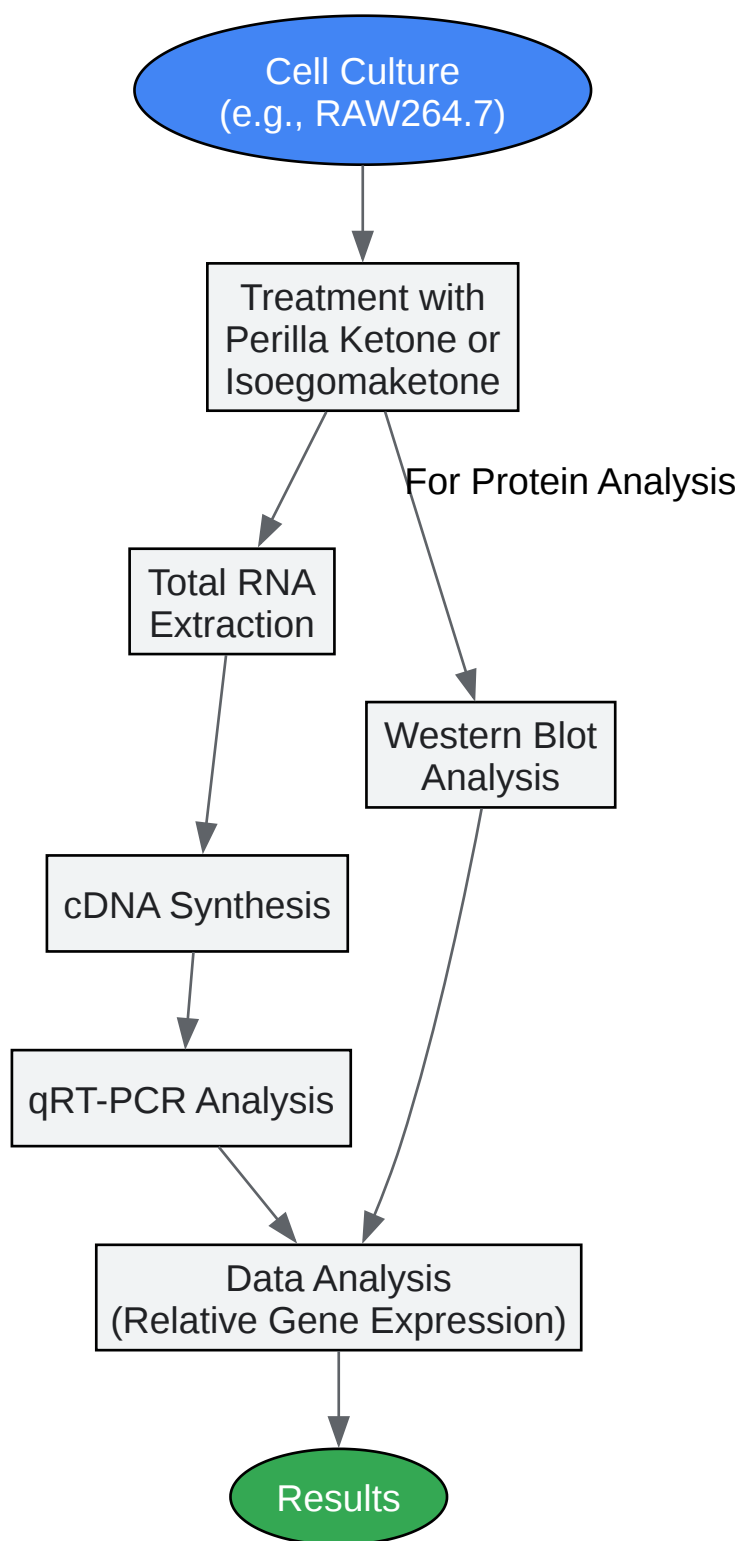 Cell Culture
(e.g., RAW264.7)
Treatment with
Perilla Ketone or
Isoegomaketone
For Protein Analysis
Total RNA
Extraction
Western Blot
Analysis
cDNA Synthesis
qRT-PCR Analysis
Data Analysis
(Relative Gene Expression)
Results